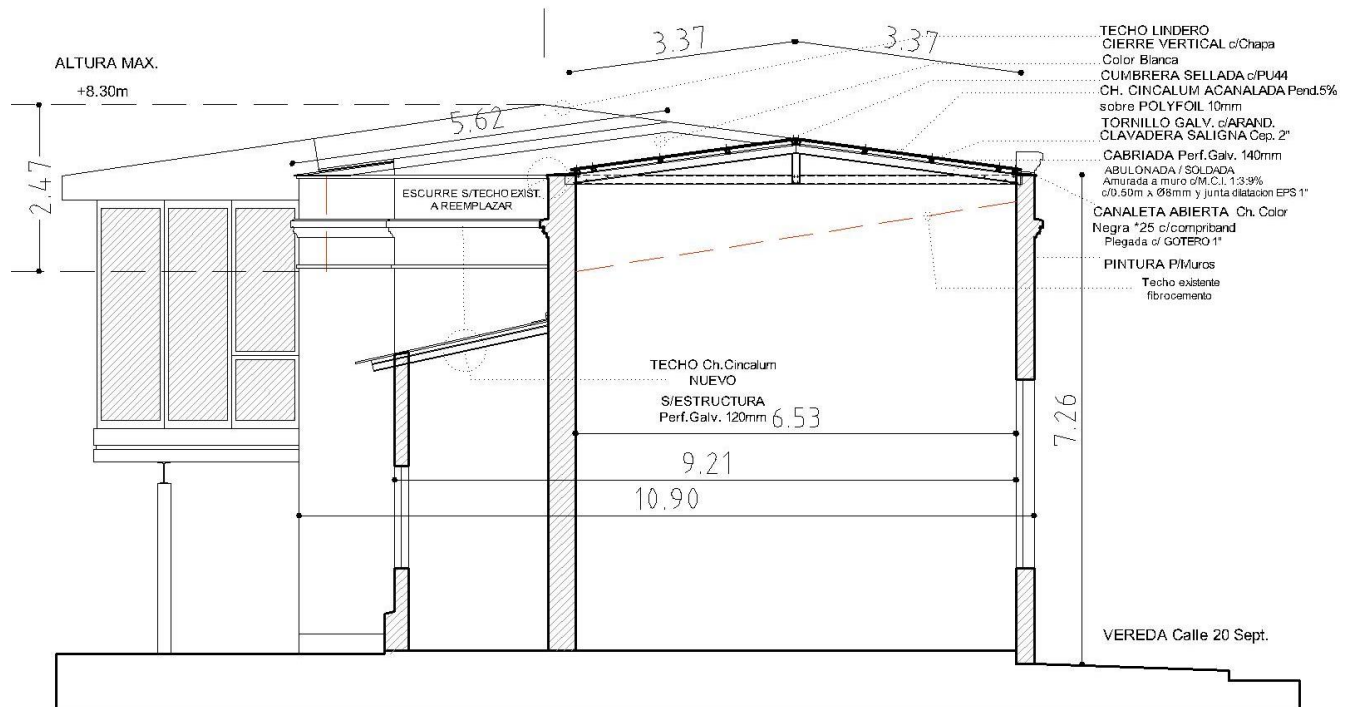 ALTURA MAX.
+8.30m
2.47
5.62
3.37
3.37
TECHO LINDERO
CIERRE VERTICAL c/Chapa
Color Blanca
CUMBRERA SELLADA c/PU44
CH. CINCALUM ACANALADA Pend.5%
sobre POLYFOIL 10mm
TORNILLO GALV. c/ARAND.
CLAVADERA SALIGNA Cep. 2"
CABRIADA Perf.Galv. 140mm
ABULONADA / SOLDADA
Amurada a muro c/M.C.I. 1:3:9%
c/0.50m x Ø8mm y junta dilatacion EPS 1"
CANALETA ABIERTA Ch. Color
Negra *25 c/compriband
Plegada c/ GOTERO 1"
PINTURA P/Muros
Techo existente
fibrocemento
ESCURRE S/TECHO EXIST.
A REEMPLAZAR
TECHO Ch.Cincalum
NUEVO
S/ESTRUCTURA
Perf.Galv. 120mm
6.53
9.21
10.90
7.26
VEREDA Calle 20 Sept.